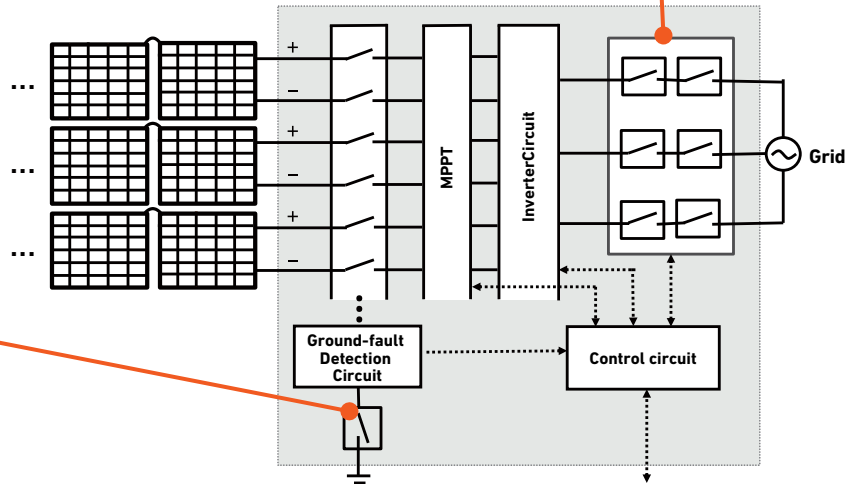 ...
+
−
+
−
+
−
...
...
MPPT
InverterCircuit
Grid
Ground-fault
Detection
Circuit
Control circuit